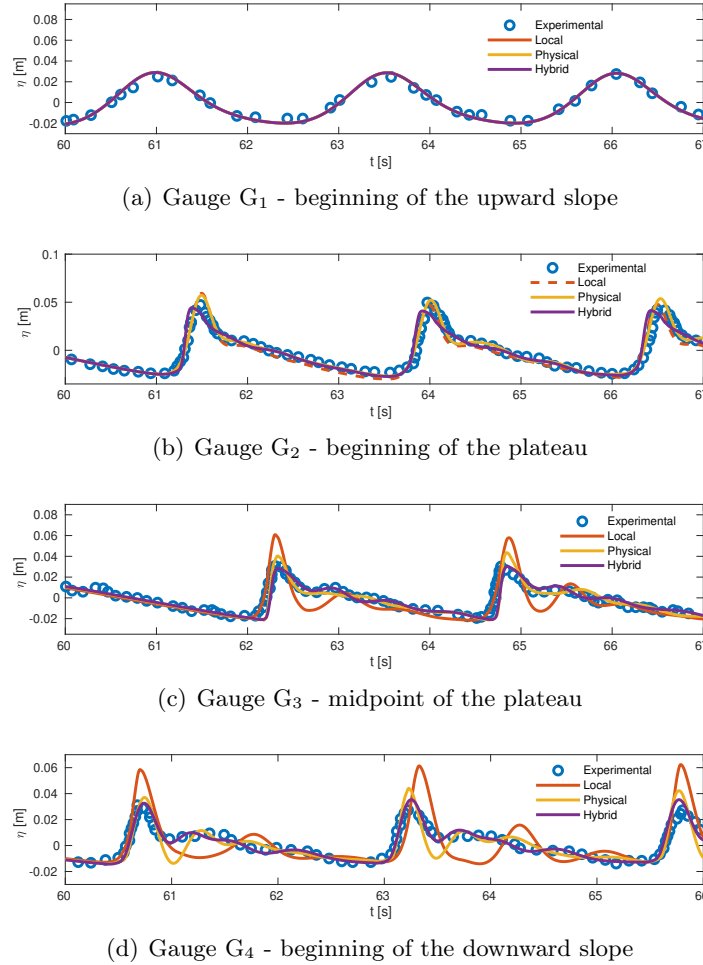 0.08
0.06
0.04
0.02
0
-0.02
η [m]
Experimental
Local
Physical
Hybrid
60 61 62 63 64 65 66 67
t [s]
(a) Gauge G1 - beginning of the upward slope
0.1
0.05
0
η [m]
Experimental
Local
Physical
Hybrid
60 61 62 63 64 65 66 67
t [s]
(b) Gauge G2 - beginning of the plateau
0.08
0.06
0.04
0.02
0
-0.02
η [m]
Experimental
Local
Physical
Hybrid
60 61 62 63 64 65 66 67
t [s]
(c) Gauge G3 - midpoint of the plateau
0.06
0.04
0.02
0
-0.02
η [m]
Experimental
Local
Physical
Hybrid
60 61 62 63 64 65 66
t [s]
(d) Gauge G4 - beginning of the downward slope